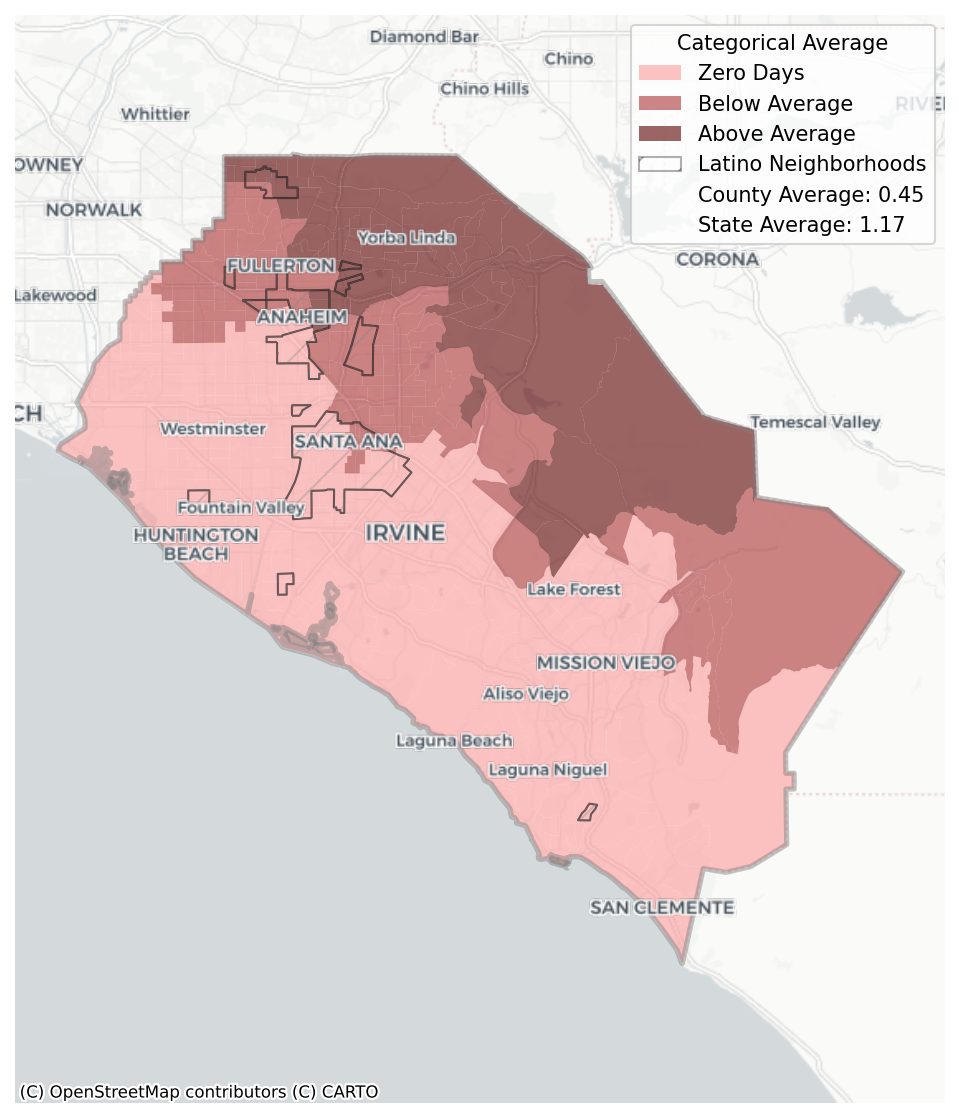 Diamond Bar
Chino
Chino Hills
Whittier
OWNEY
NORWALK
Lakewood
CH
Categorical Average
Zero Days
Below Average
Above Average
Latino Neighborhoods
County Average: 0.45
State Average: 1.17
RIVE
CORONA
Yorba Linda
FULLERTON
ANAHEIM
Temescal Valley
Westminster
SANTA ANA
Fountain Valley
HUNTINGTON
BEACH
IRVINE
Lake Forest
MISSION VIEJO
Aliso Viejo
Laguna Beach
Laguna Niguel
SAN CLEMENTE
(C) OpenStreetMap contributors (C) CARTO